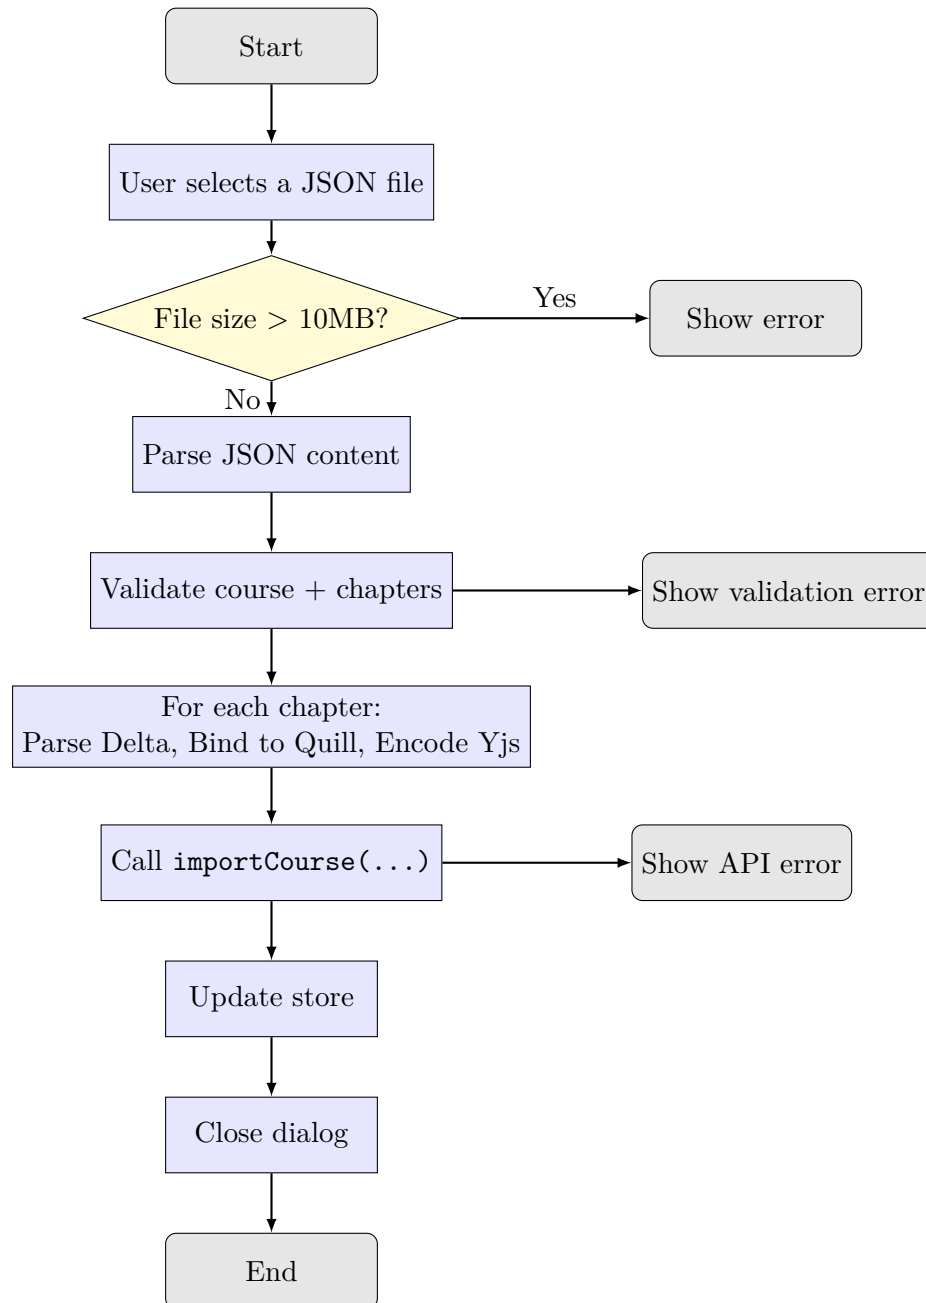 Start
User selects a JSON file
File size > 10MB?
Yes
Show error
No
Parse JSON content
Validate course + chapters
Show validation error
For each chapter:
Parse Delta, Bind to Quill, Encode Yjs
Call importCourse(...)
Show API error
Update store
Close dialog
End